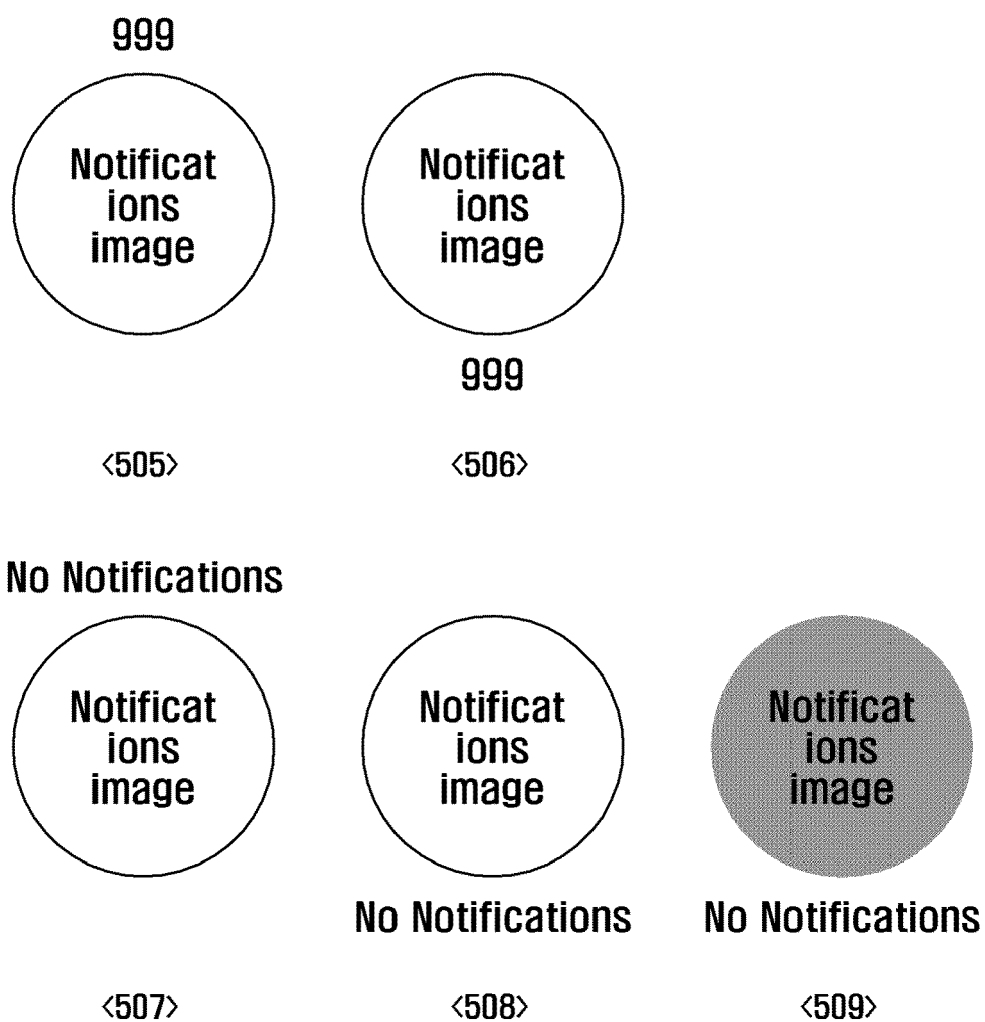 999
Notificat
ions
image
Notificat
ions
image
999
<505>
<506>
No Notifications
Notificat
ions
image
Notificat
ions
image
Notificat
ions
image
No Notifications
No Notifications
<507>
<508>
<509>